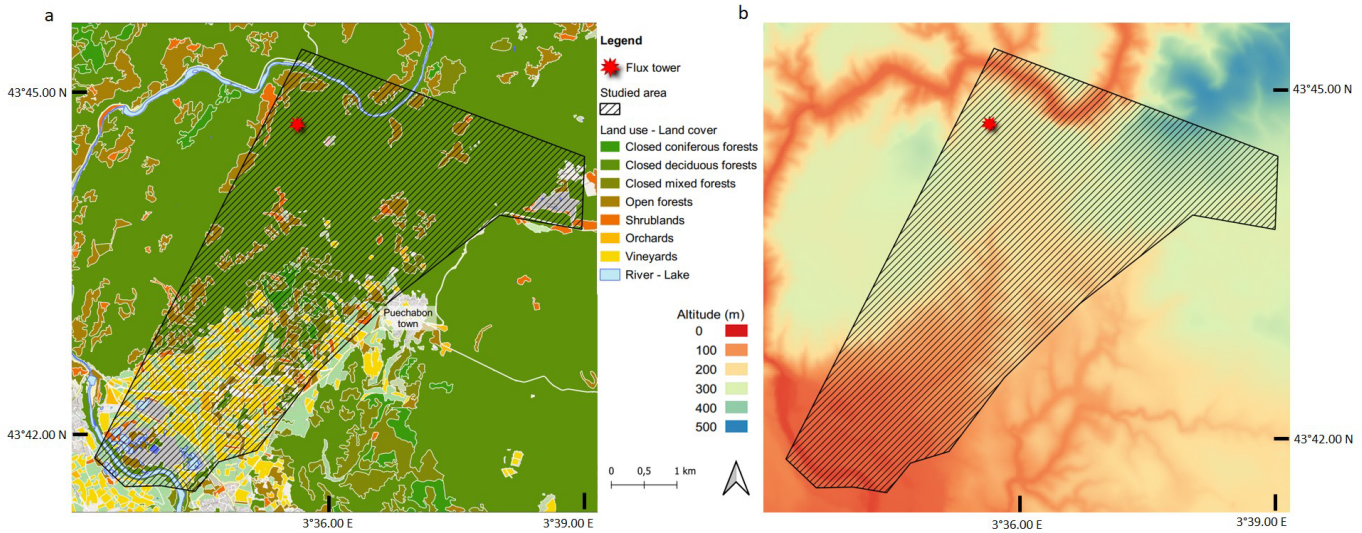 a
43°45.00 N
43°42.00 N
Puechabon
town
3°36.00 E
3°39.00 E
Legend
Flux tower
Studied area
Land use - Land cover
Closed coniferous forests
Closed deciduous forests
Closed mixed forests
Open forests
Shrublands
Orchards
Vineyards
River - Lake
0 0,5 1 km
b
Altitude (m)
0
100
200
300
400
500
43°45.00 N
43°42.00 N
3°36.00 E
3°39.00 E